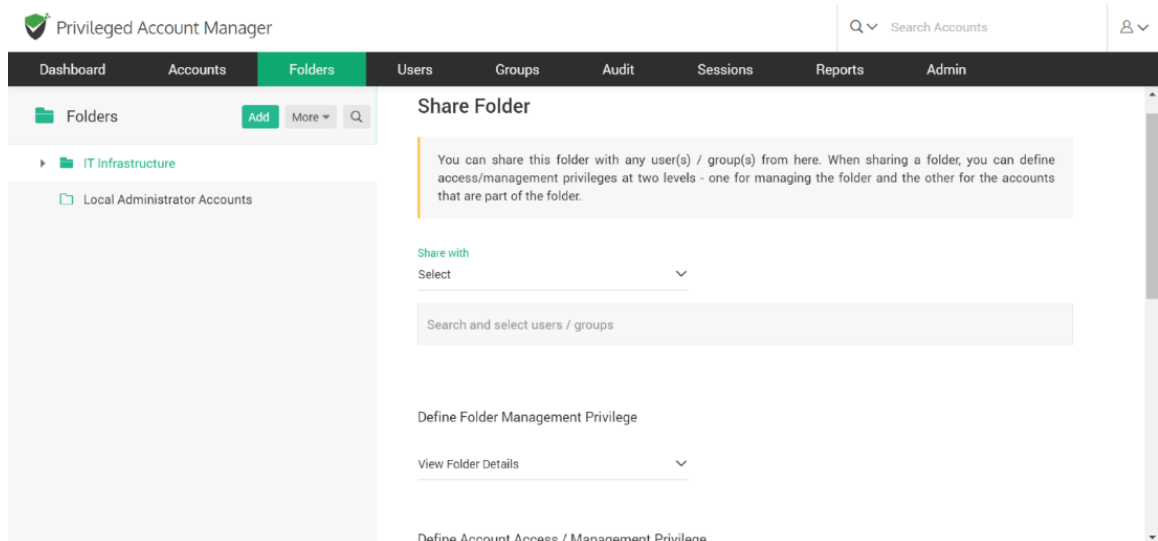 Privileged Account Manager
Search Accounts
Dashboard Accounts Folders Users Groups Audit Sessions Reports Admin
Folders Add More
IT Infrastructure
Local Administrator Accounts
Share Folder
You can share this folder with any user(s) / group(s) from here. When sharing a folder, you can define
access/management privileges at two levels - one for managing the folder and the other for the accounts
that are part of the folder.
Share with
Select
Search and select users / groups
Define Folder Management Privilege
View Folder Details
Define Account Access / Management Privilege